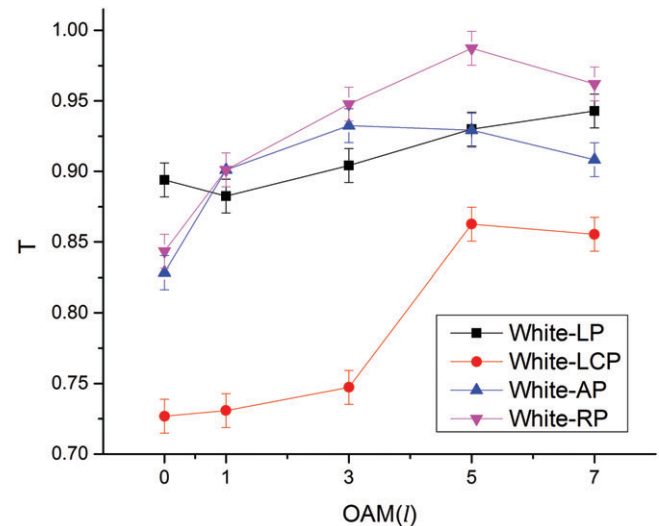 1.00
0.95
0.90
0.85
0.80
0.75
0.70
T
0 1 3 5 7
OAM(l)
White-LP
White-LCP
White-AP
White-RP